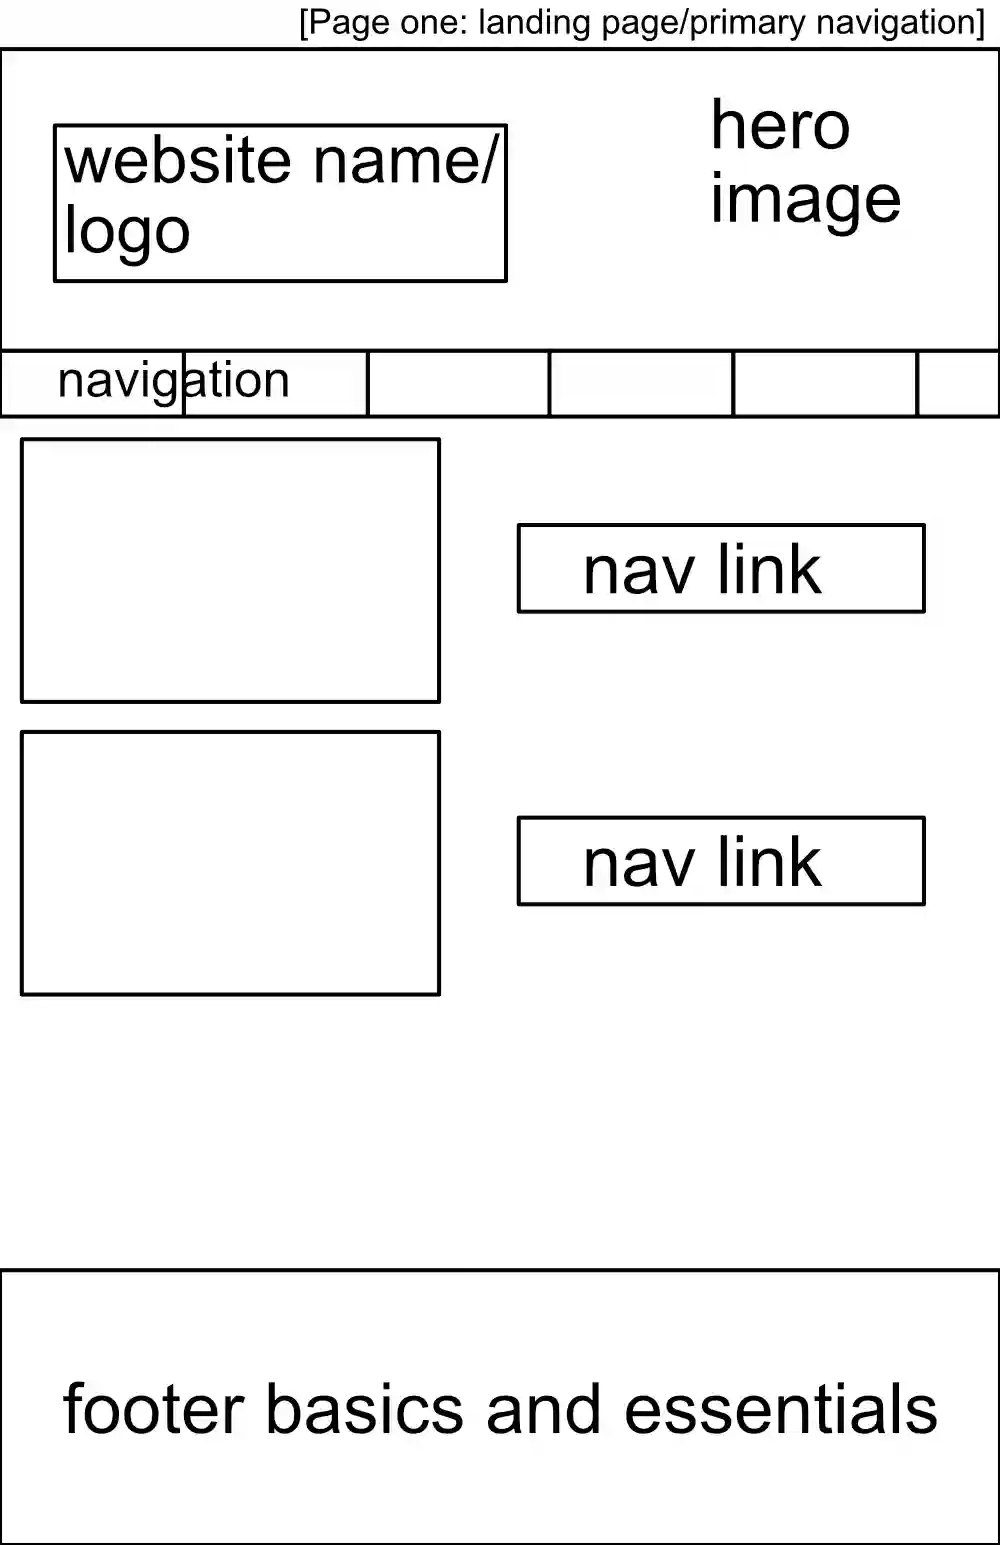 [Page one: landing page/primary navigation]
website name/
logo
hero
image
navigation
nav link
nav link
footer basics and essentials